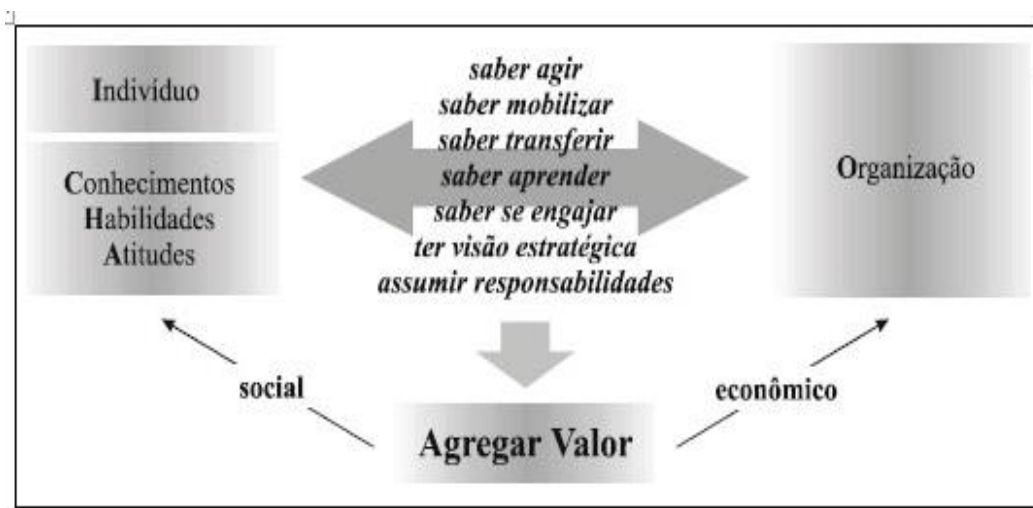 Indivíduo
Conhecimentos
Habilidades
Atitudes
saber agir
saber mobilizar
saber transferir
saber aprender
saber se engajar
ter visão estratégica
assumir responsabilidades
Organização
social
econômico
Agregar Valor